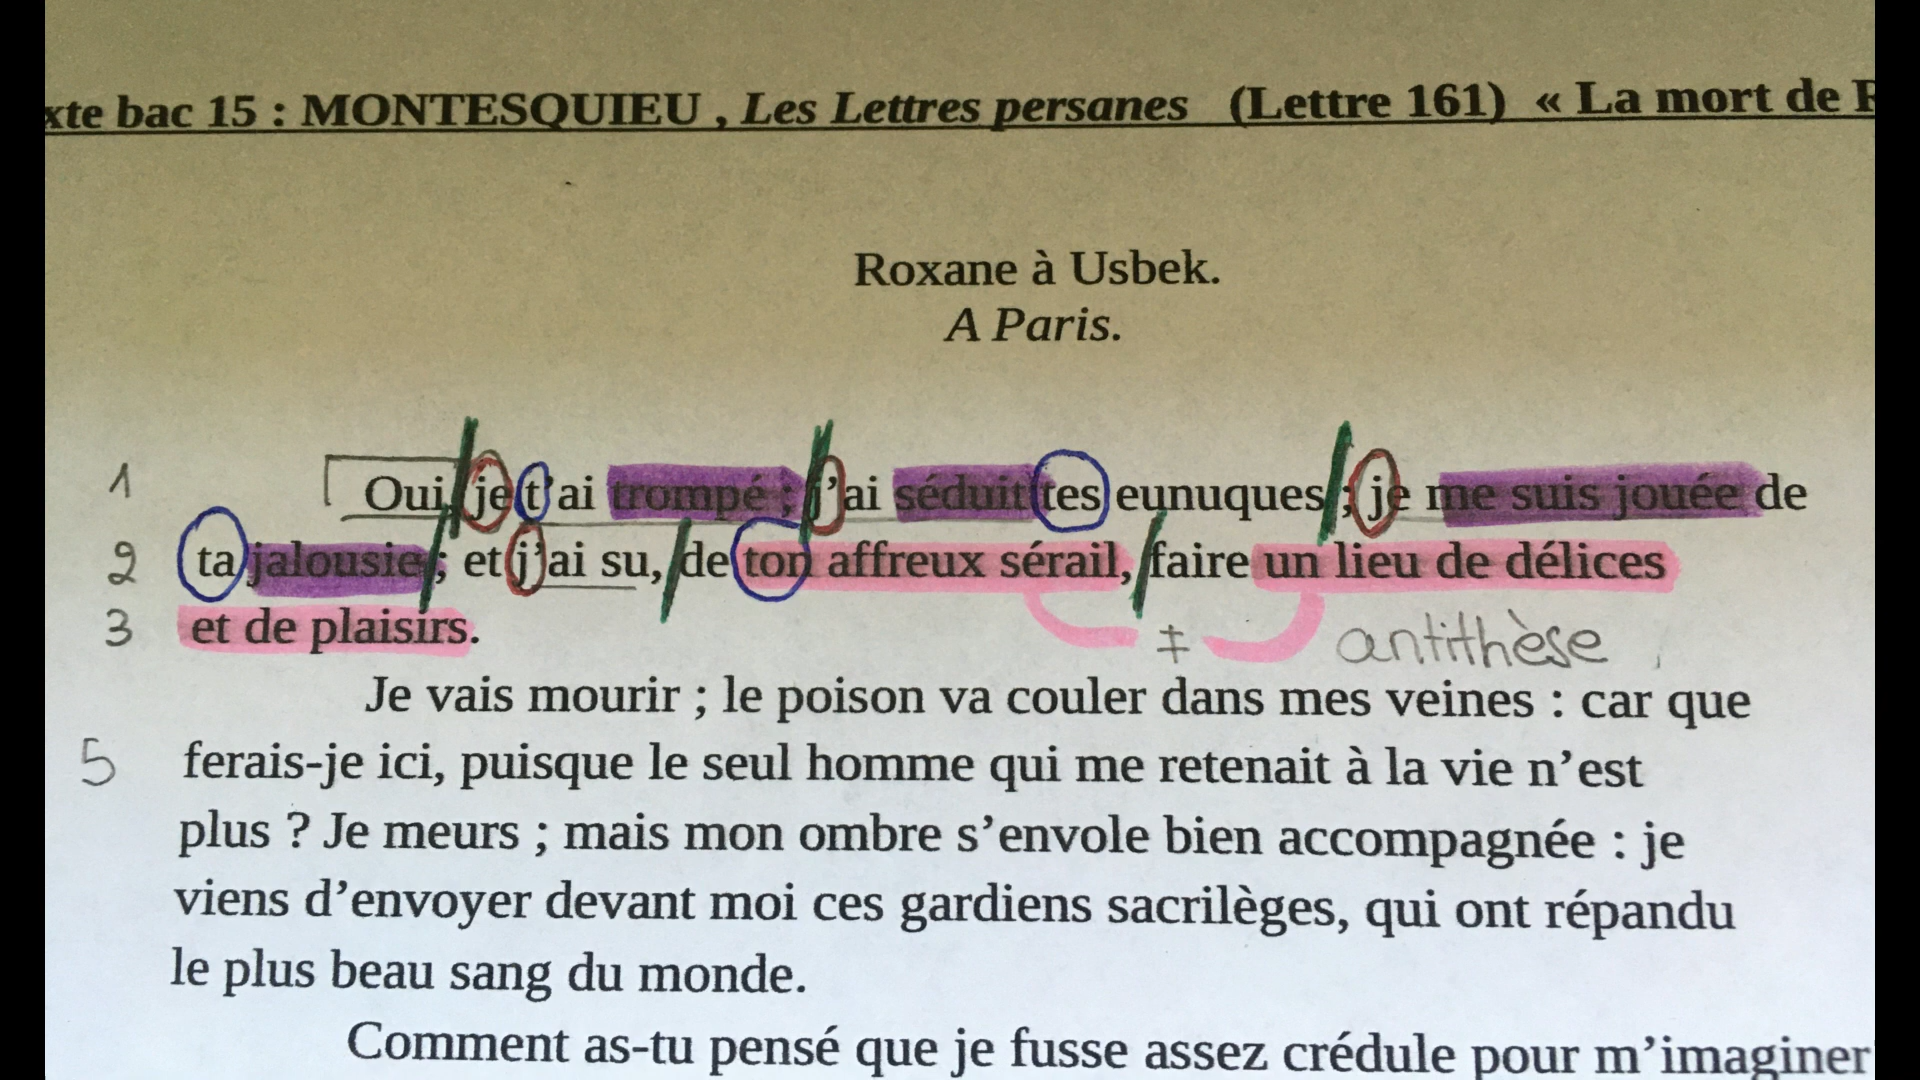 xte bac 15 : MONTESQUIEU , Les Lettres persanes (Lettre 161) « La mort de R
Roxane à Usbek.
A Paris.
1 Oui, je t’ai trompé ; j’ai séduit tes eunuques ; je me suis jouée de
2 ta jalousie ; et j’ai su, de ton affreux sérail, faire un lieu de délices
3 et de plaisirs.
≠ antithèse
Je vais mourir ; le poison va couler dans mes veines : car que
5 ferais-je ici, puisque le seul homme qui me retenait à la vie n’est
plus ? Je meurs ; mais mon ombre s’envole bien accompagnée : je
viens d’envoyer devant moi ces gardiens sacrilèges, qui ont répandu
le plus beau sang du monde.
Comment as-tu pensé que je fusse assez crédule pour m’imaginer